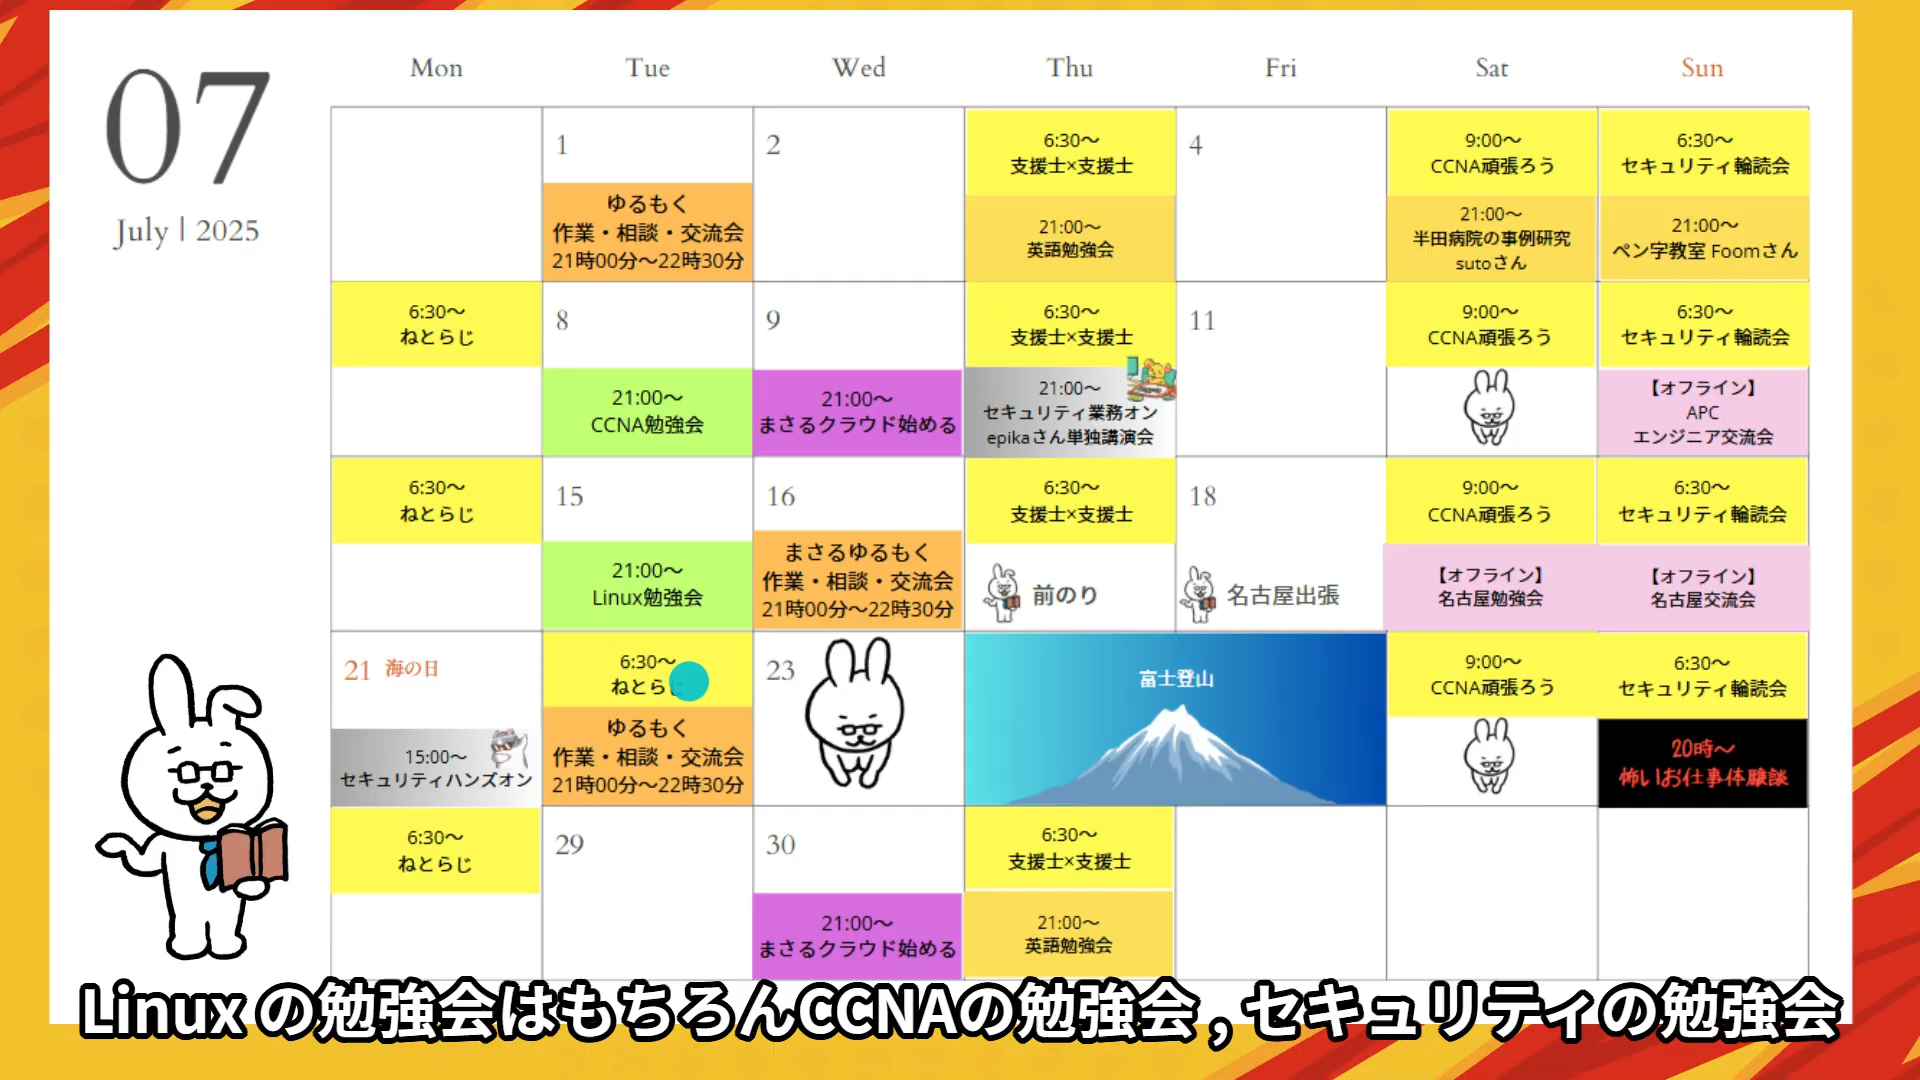 07
July | 2025
Mon Tue Wed Thu Fri Sat Sun
1
ゆるもく
作業・相談・交流会
21時00分〜22時30分
2
6:30〜
支援士×支援士
21:00〜
英語勉強会
4
9:00〜
CCNA頑張ろう
21:00〜
半田病院の事例研究
sutoさん
6:30〜
セキュリティ輪読会
21:00〜
ペン字教室 Foomさん
6:30〜
ねとらじ
8
21:00〜
CCNA勉強会
9
21:00〜
まさるクラウド始める
6:30〜
支援士×支援士
21:00〜
セキュリティ業務オン
epikaさん単独講演会
11
9:00〜
CCNA頑張ろう
6:30〜
セキュリティ輪読会
【オフライン】
APC
エンジニア交流会
6:30〜
ねとらじ
15
21:00〜
Linux勉強会
16
まさるゆるもく
作業・相談・交流会
21時00分〜22時30分
6:30〜
支援士×支援士
前のり
18
名古屋出張
9:00〜
CCNA頑張ろう
【オフライン】
名古屋勉強会
6:30〜
セキュリティ輪読会
【オフライン】
名古屋交流会
21 海の日
15:00〜
セキュリティハンズオン
6:30〜
ねとらじ
ゆるもく
作業・相談・交流会
21時00分〜22時30分
23
富士登山
9:00〜
CCNA頑張ろう
6:30〜
セキュリティ輪読会
20時〜
怖いお仕事体験談
6:30〜
ねとらじ
29
30
21:00〜
まさるクラウド始める
6:30〜
支援士×支援士
21:00〜
英語勉強会
Linux の勉強会はもちろんCCNAの勉強会 , セキュリティの勉強会